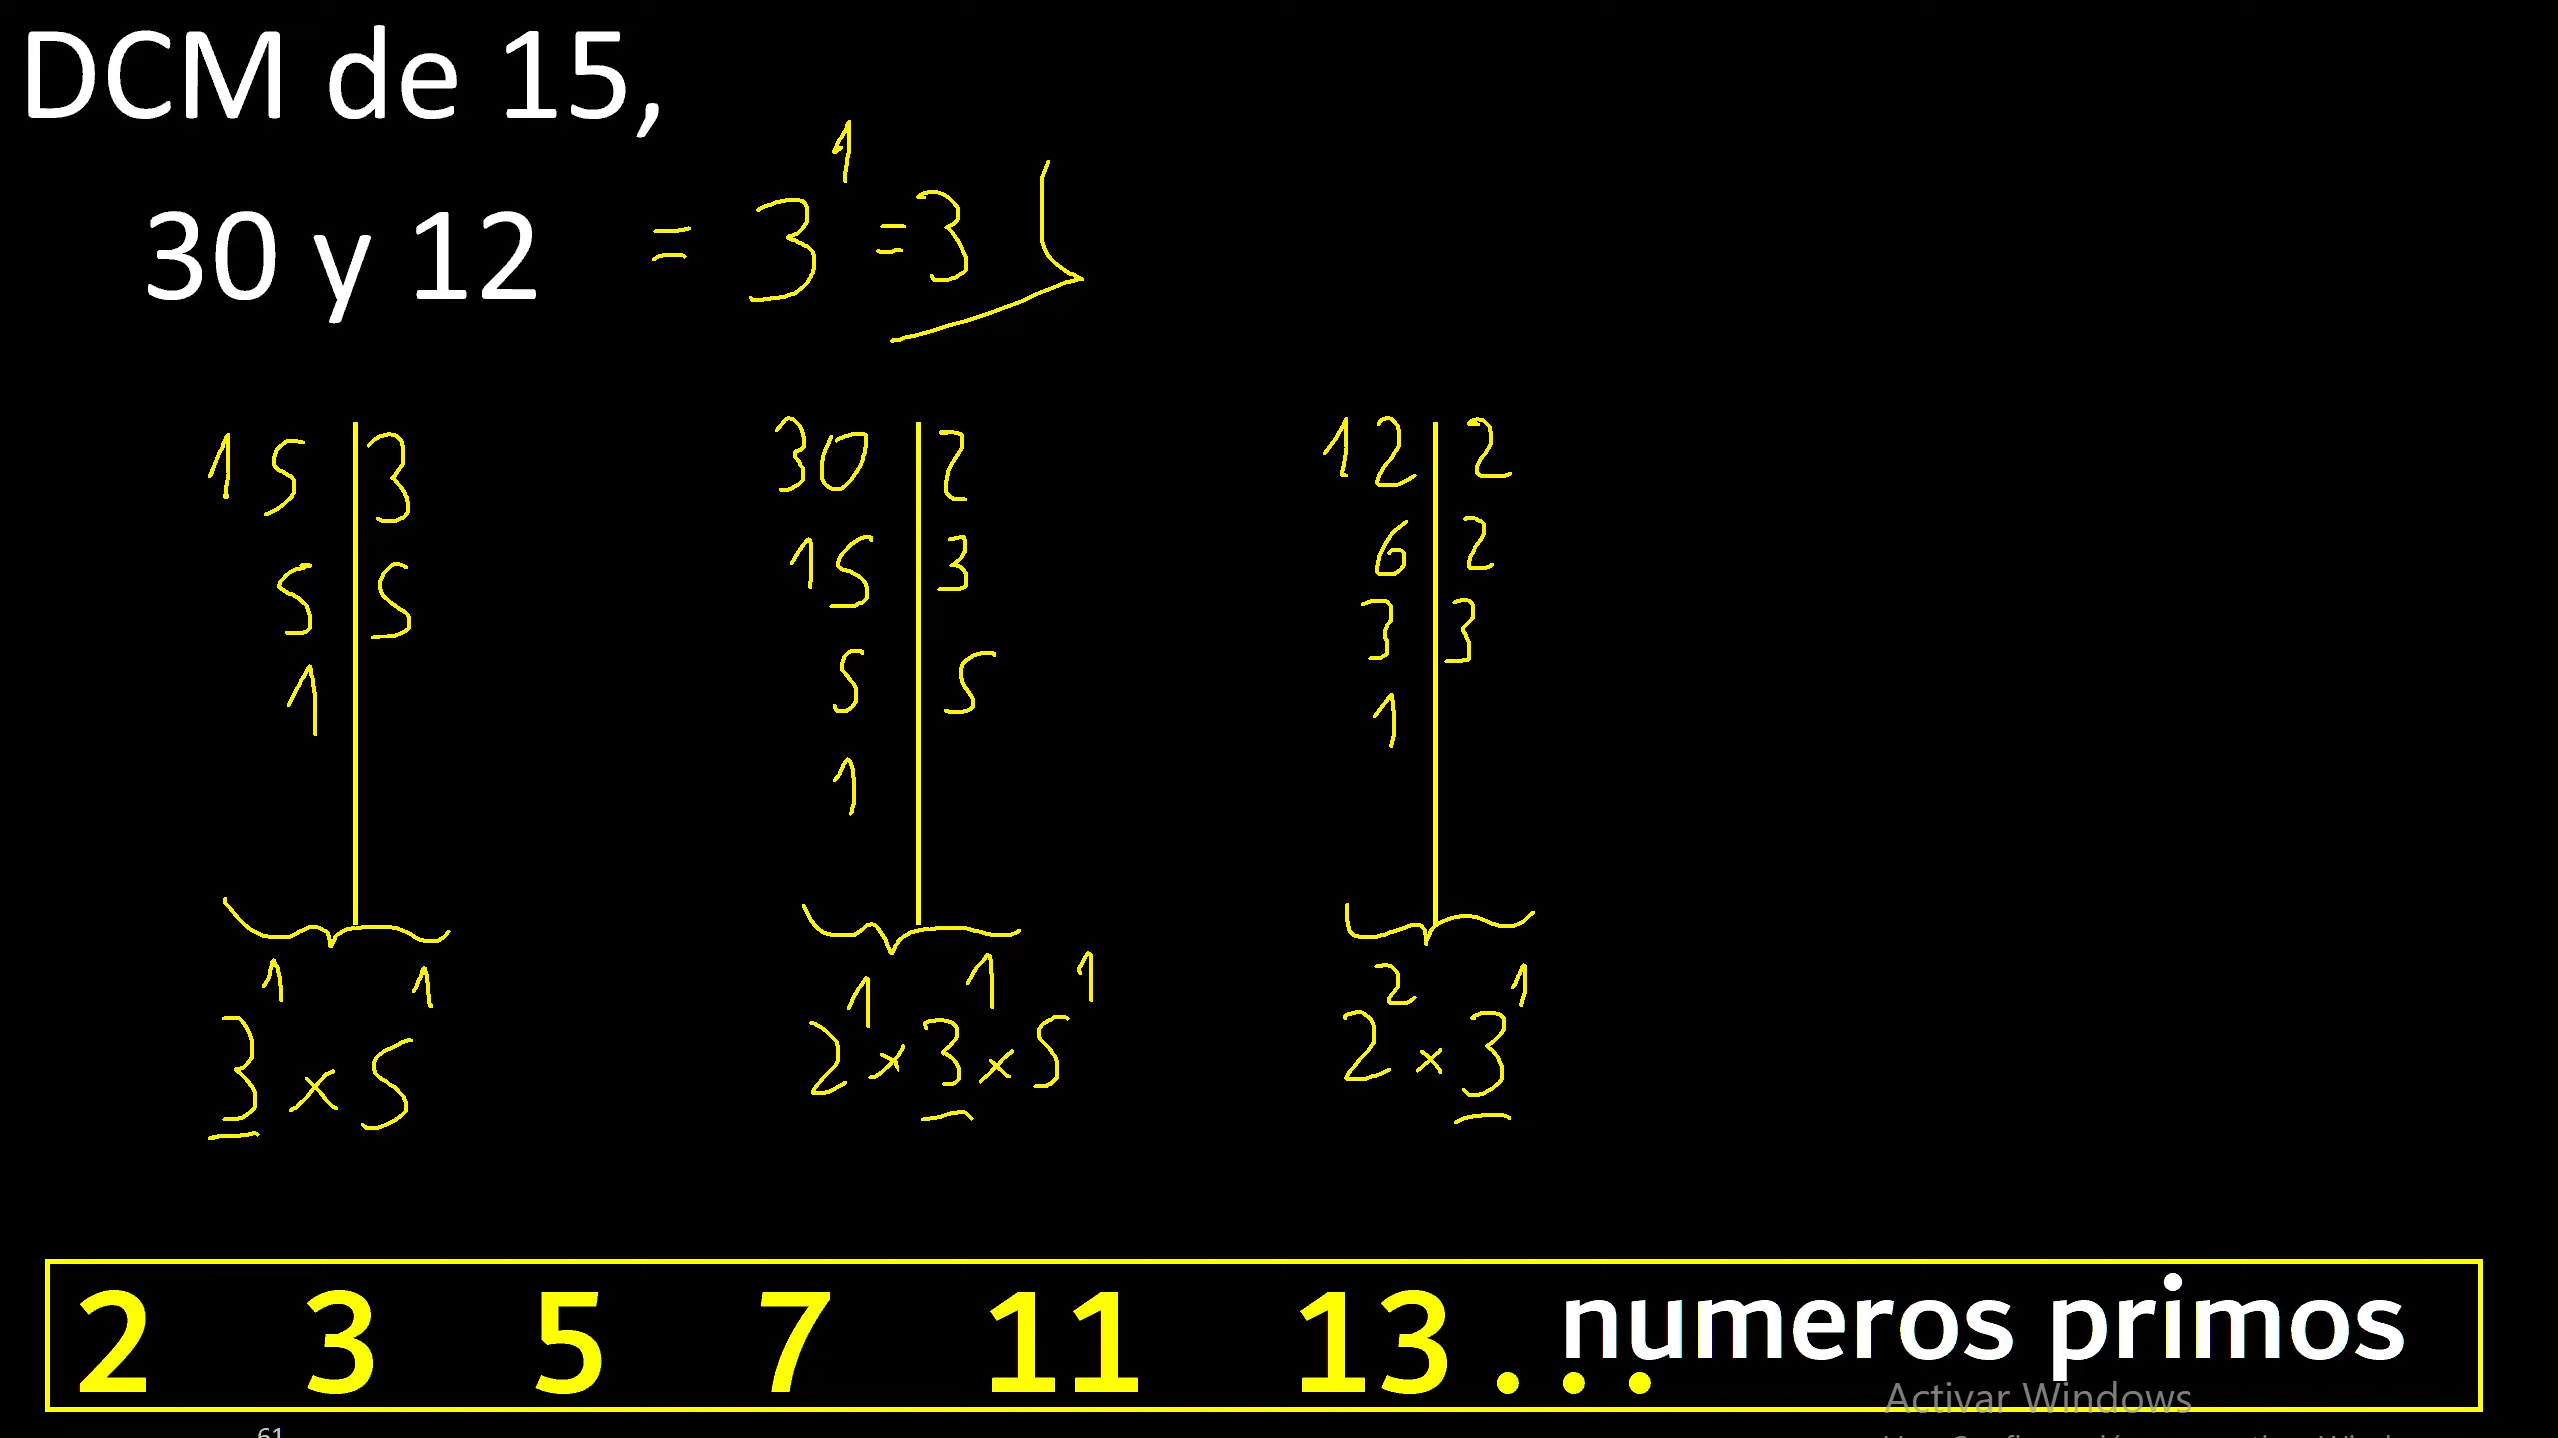 DCM de 15,
30 y 12 = 3¹ = 3
15 | 3
5 | 5
1
3¹ × 5¹
30 | 2
15 | 3
5 | 5
1
2¹ × 3¹ × 5¹
12 | 2
6 | 2
3 | 3
1
2² × 3¹
2 3 5 7 11 13 ... numeros primos
Activar Windows
61